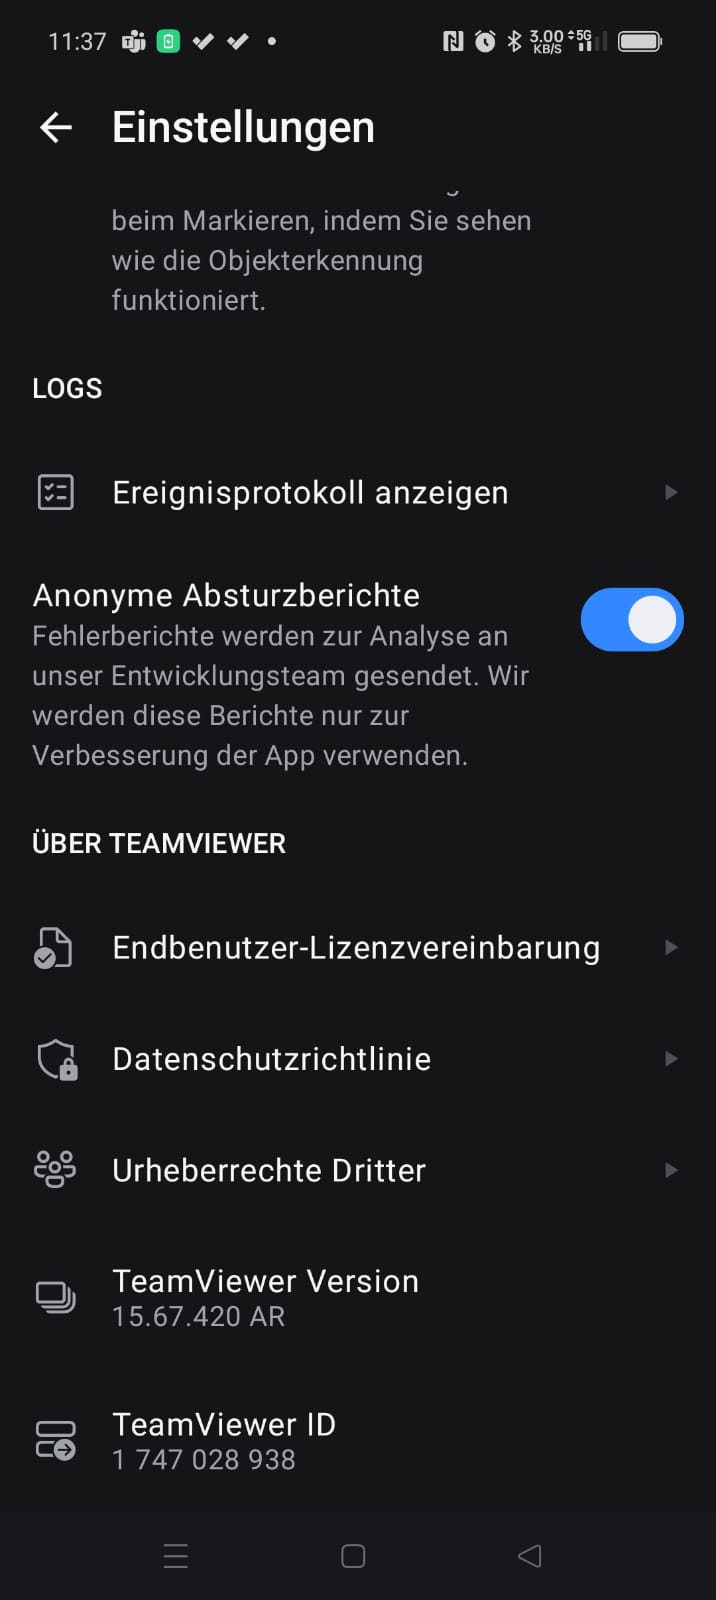 11:37
3.00 KB/S
5G
Einstellungen
beim Markieren, indem Sie sehen
wie die Objekterkennung
funktioniert.
LOGS
Ereignisprotokoll anzeigen
Anonyme Absturzberichte
Fehlerberichte werden zur Analyse an
unser Entwicklungsteam gesendet. Wir
werden diese Berichte nur zur
Verbesserung der App verwenden.
ÜBER TEAMVIEWER
Endbenutzer-Lizenzvereinbarung
Datenschutzrichtlinie
Urheberrechte Dritter
TeamViewer Version
15.67.420 AR
TeamViewer ID
1 747 028 938